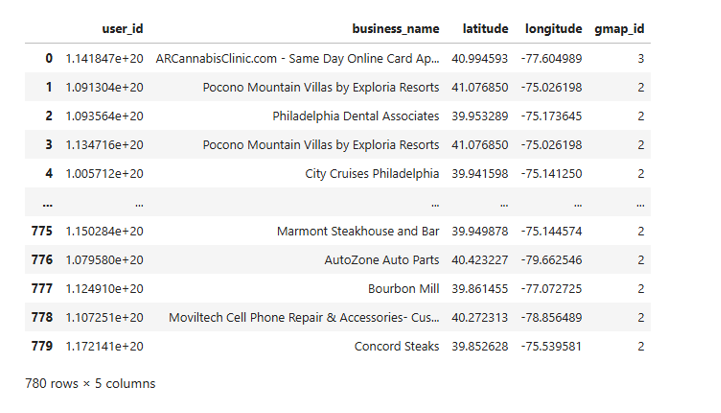 user_id business_name latitude longitude gmap_id
0 1.141847e+20 ARCannabisClinic.com - Same Day Online Card Ap... 40.994593 -77.604989 3
1 1.091304e+20 Pocono Mountain Villas by Exploria Resorts 41.076850 -75.026198 2
2 1.093564e+20 Philadelphia Dental Associates 39.953289 -75.173645 2
3 1.134716e+20 Pocono Mountain Villas by Exploria Resorts 41.076850 -75.026198 2
4 1.005712e+20 City Cruises Philadelphia 39.941598 -75.141250 2
... ... ... ... ... ...
775 1.150284e+20 Marmont Steakhouse and Bar 39.949878 -75.144574 2
776 1.079580e+20 AutoZone Auto Parts 40.423227 -79.662546 2
777 1.124910e+20 Bourbon Mill 39.861455 -77.072725 2
778 1.107251e+20 Moviltech Cell Phone Repair & Accessories- Cus... 40.272313 -78.856489 2
779 1.172141e+20 Concord Steaks 39.852628 -75.539581 2
780 rows × 5 columns